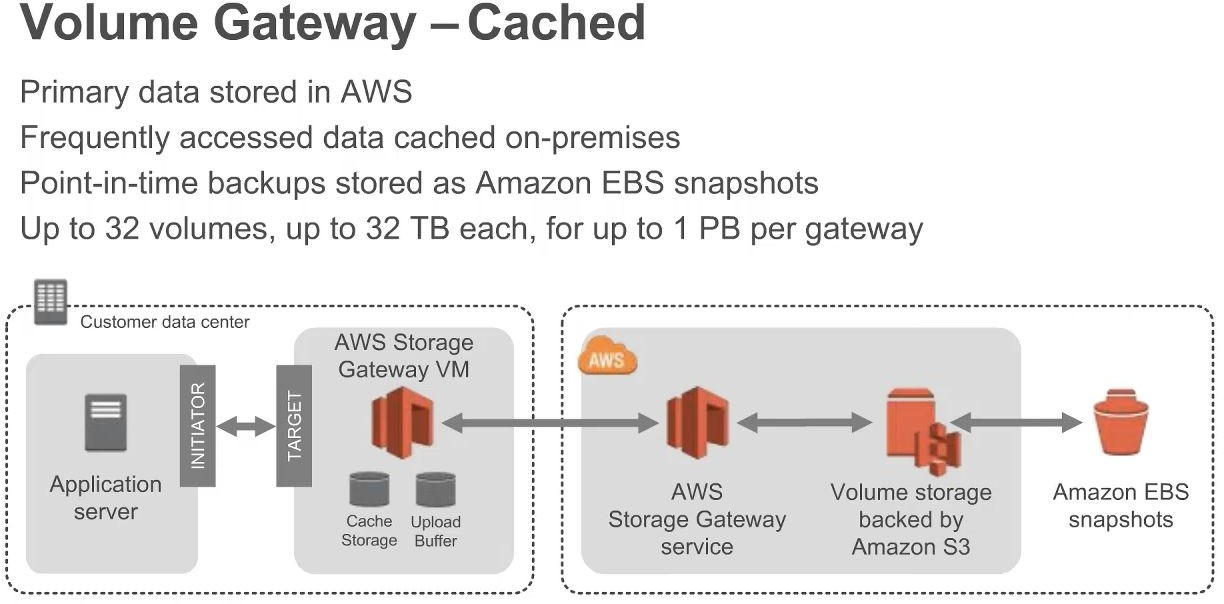 Volume Gateway – Cached
Primary data stored in AWS
Frequently accessed data cached on-premises
Point-in-time backups stored as Amazon EBS snapshots
Up to 32 volumes, up to 32 TB each, for up to 1 PB per gateway
Customer data center
Application
server
INITIATOR
TARGET
AWS Storage
Gateway VM
Cache
Storage
Upload
Buffer
AWS
AWS
Storage Gateway
service
Volume storage
backed by
Amazon S3
Amazon EBS
snapshots